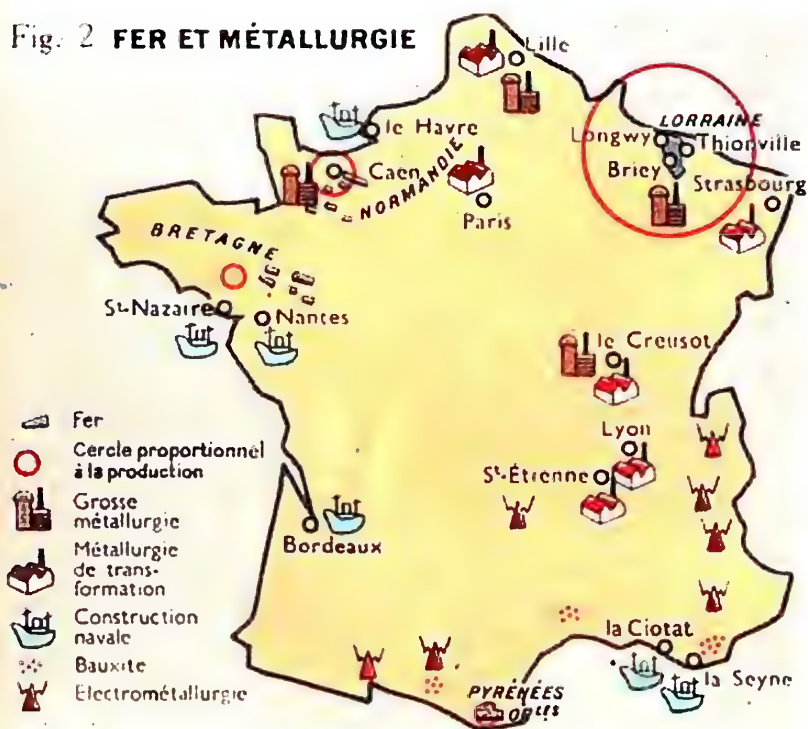 Fig. 2 FER ET MÉTALLURGIE
Lille
le Havre
LORRAINE
Longwy
Thionville
Briey
Caen
NORMANDIE
Paris
Strasbourg
BRETAGNE
St-Nazaire
Nantes
le Creusot
Lyon
St-Étienne
Bordeaux
la Ciotat
la Seyne
PYRÉNÉES
ORLES
Fer
Cercle proportionnel
à la production
Grosse
métallurgie
Métallurgie
de trans-
formation
Construction
navale
Bauxite
Electrométallurgie